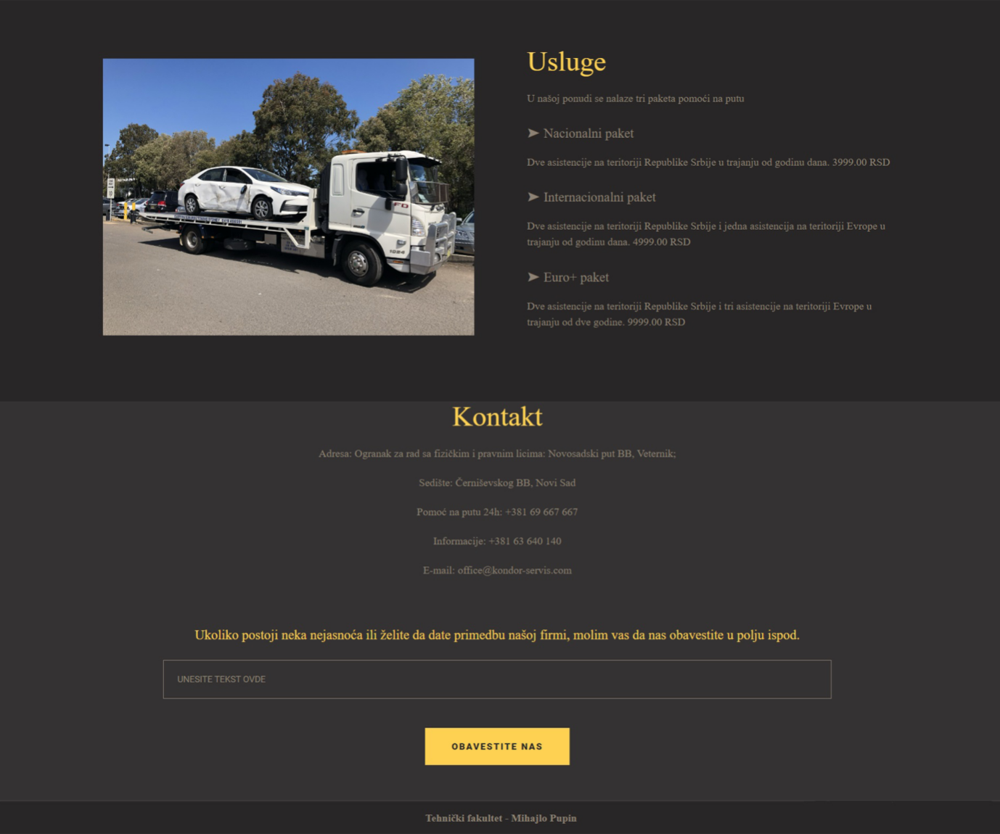 Usluge
U našoj ponudi se nalaze tri paketa pomoći na putu
➤ Nacionalni paket
Dve asistencije na teritoriji Republike Srbije u trajanju od godinu dana. 3999.00 RSD
➤ Internacionalni paket
Dve asistencije na teritoriji Republike Srbije i jedna asistencija na teritoriji Evrope u
trajanju od godinu dana. 4999.00 RSD
➤ Euro+ paket
Dve asistencije na teritoriji Republike Srbije i tri asistencije na teritoriji Evrope u
trajanju od dve godine. 9999.00 RSD
FD
1024
Kontakt
Adresa: Ogranak za rad sa fizičkim i pravnim licima: Novosadski put BB, Veternik;
Sedište: Černiševskog BB, Novi Sad
Pomoć na putu 24h: +381 69 667 667
Informacije: +381 63 640 140
E-mail: office@kondor-servis.com
Ukoliko postoji neka nejasnoća ili želite da date primedbu našoj firmi, molim vas da nas obavestite u polju ispod.
UNESITE TEKST OVDE
OBAVESTITE NAS
Tehnički fakultet - Mihajlo Pupin